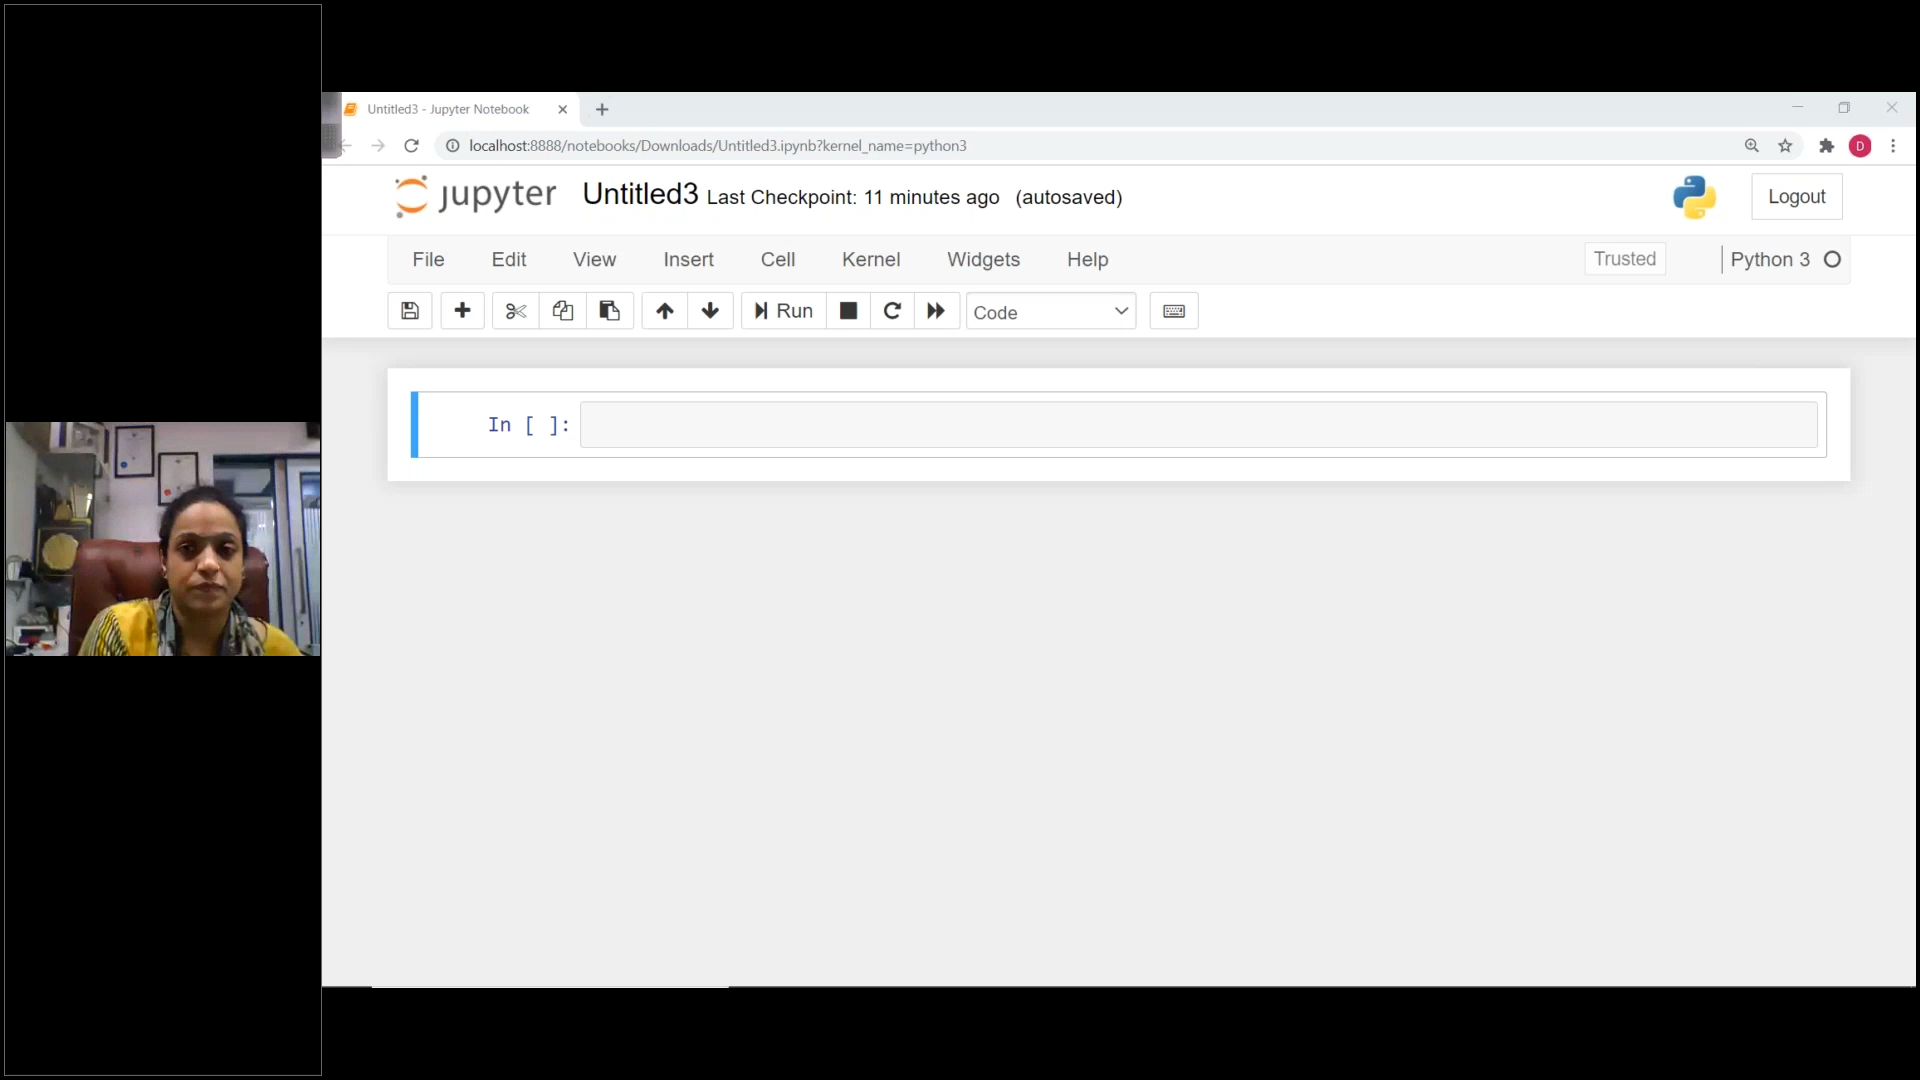 Untitled3 - Jupyter Notebook
localhost:8888/notebooks/Downloads/Untitled3.ipynb?kernel_name=python3
D
jupyter Untitled3 Last Checkpoint: 11 minutes ago (autosaved)
Logout
File Edit View Insert Cell Kernel Widgets Help
Trusted Python 3
Run Code
In [ ]: